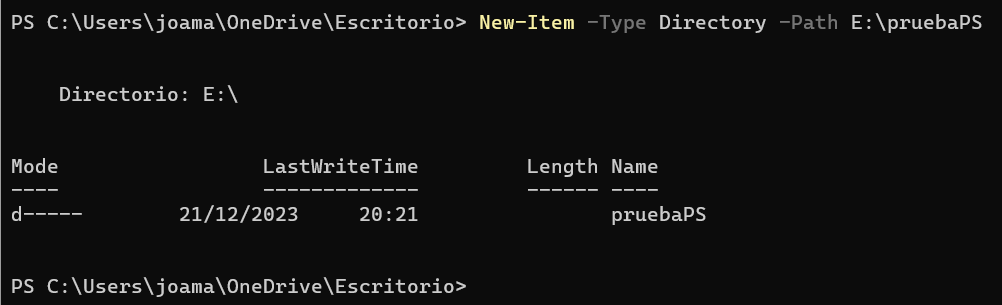 PS C:\Users\joama\OneDrive\Escritorio> New-Item -Type Directory -Path E:\pruebaPS
Directorio: E:\
Mode LastWriteTime Length Name
---- ------------- ------ ----
d----- 21/12/2023 20:21 pruebaPS
PS C:\Users\joama\OneDrive\Escritorio>